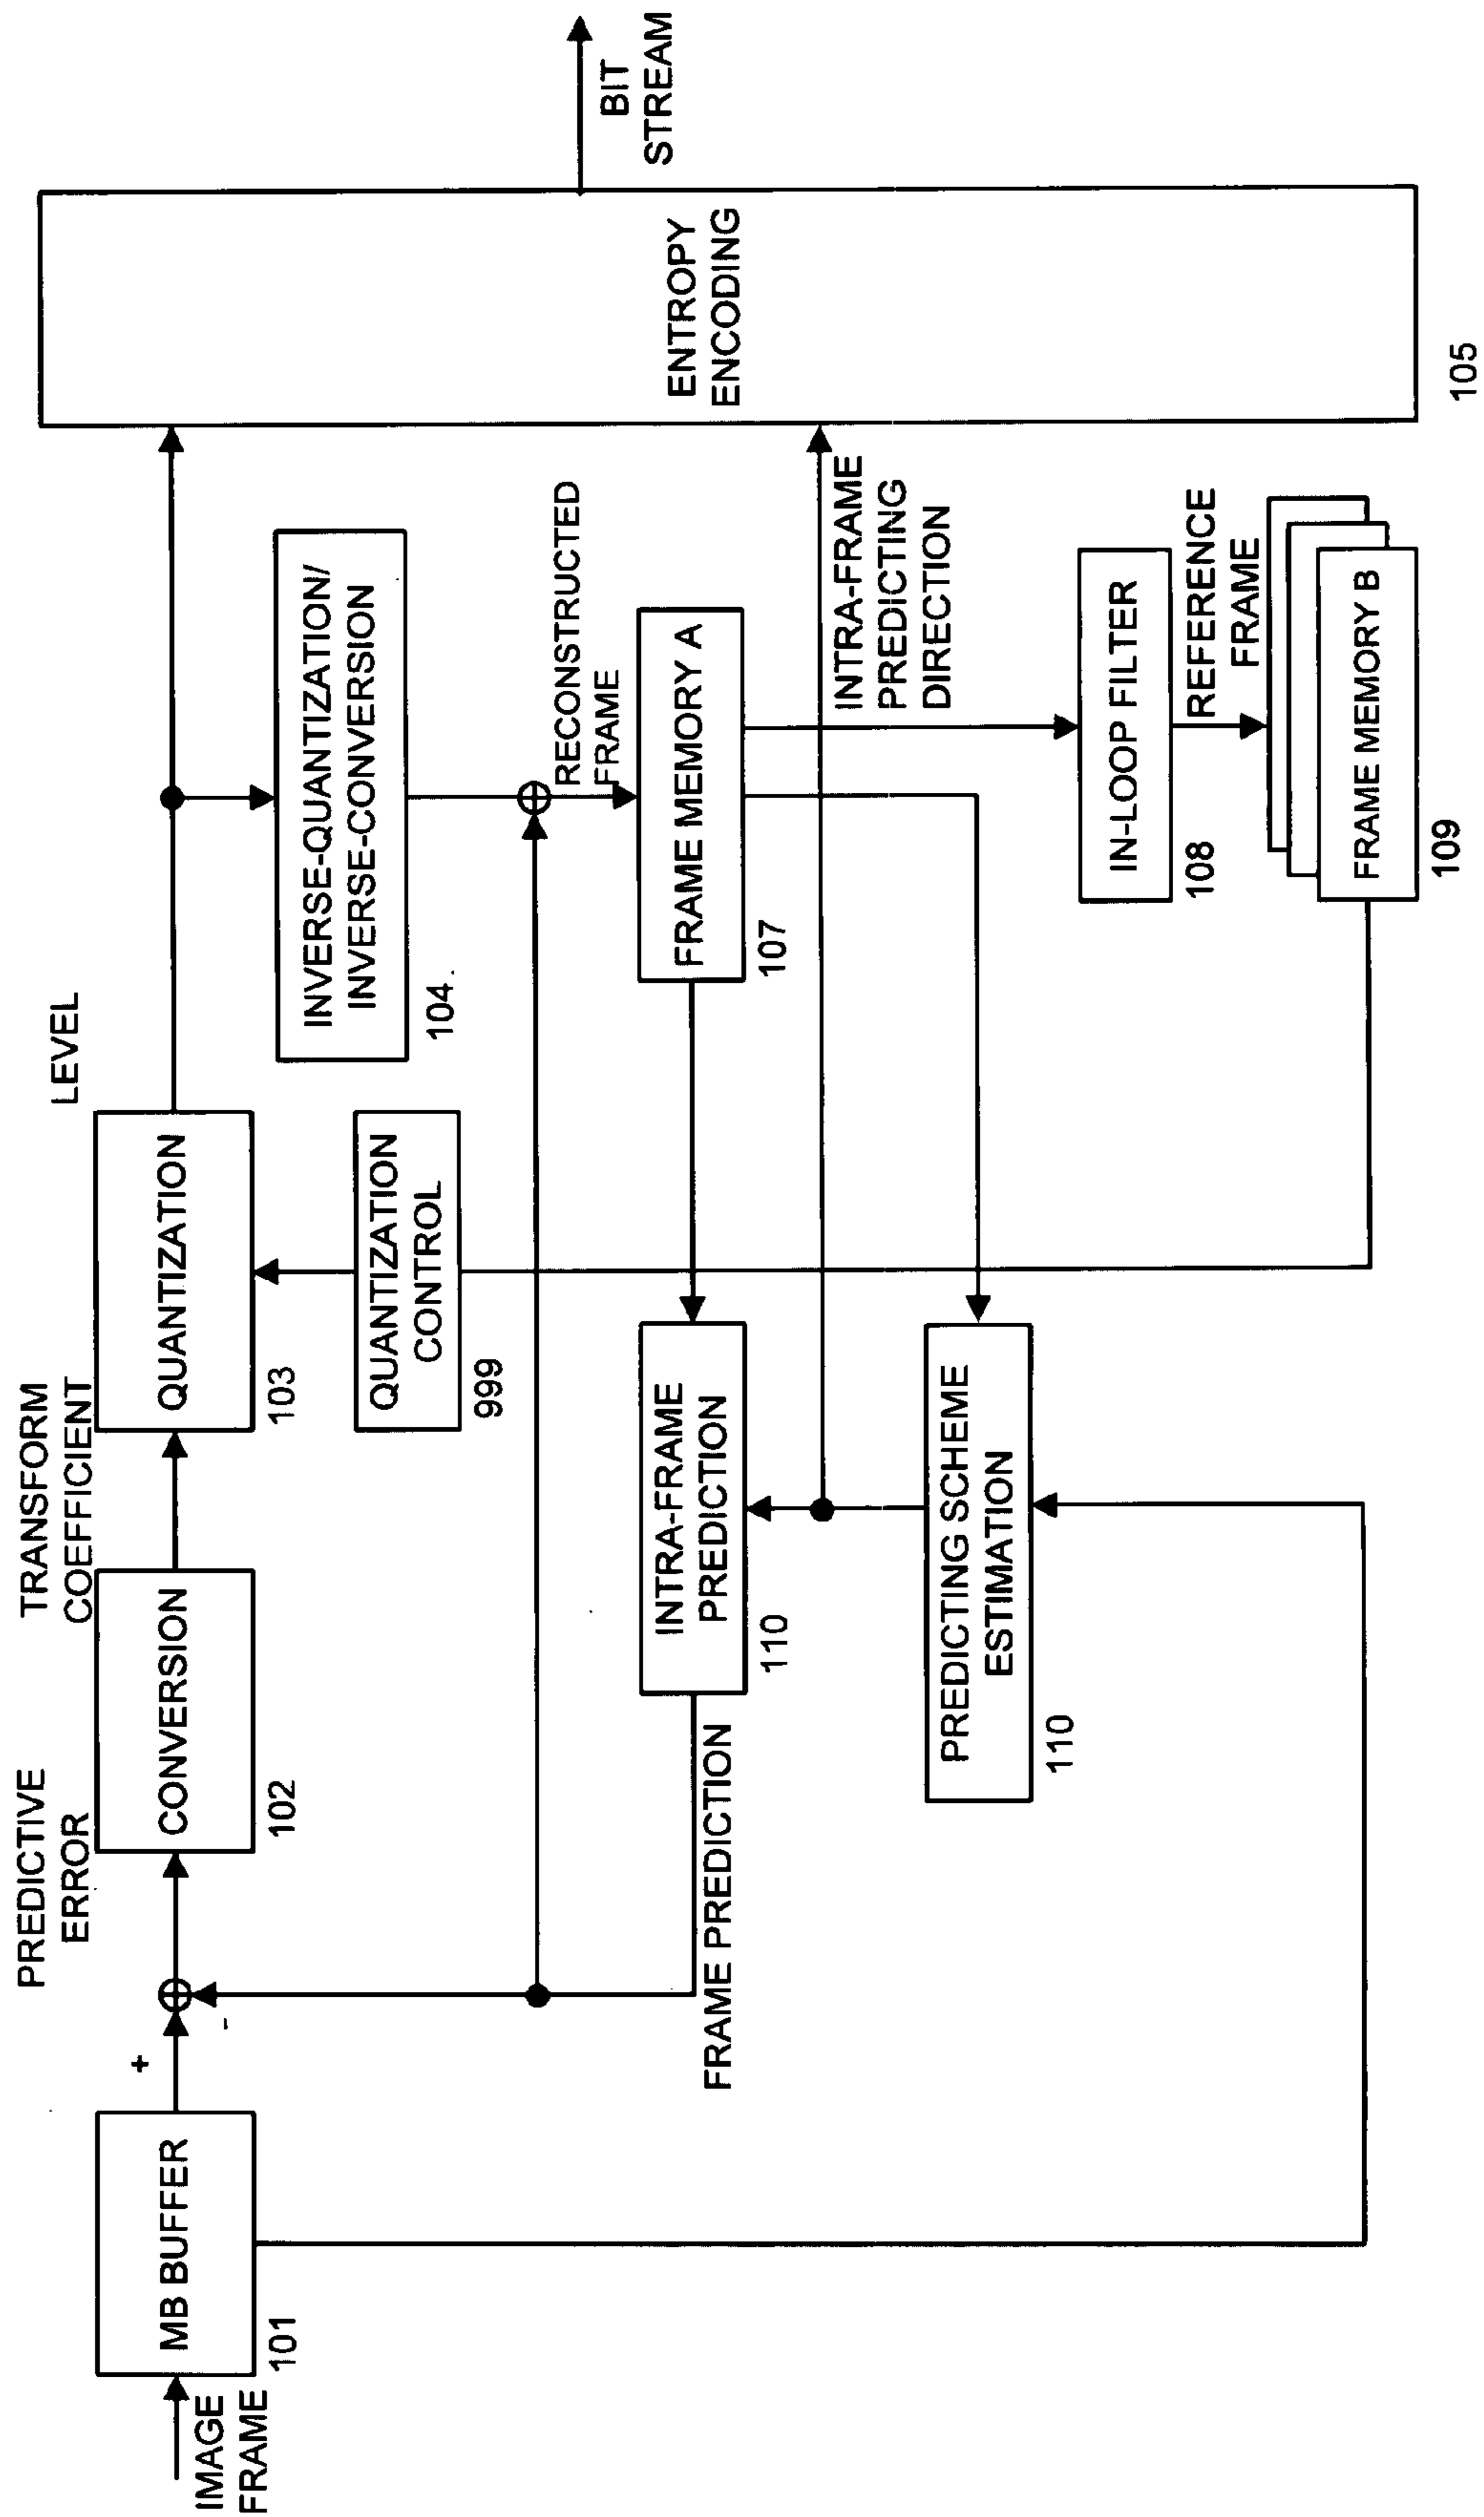 IMAGE
FRAME
MB BUFFER
101
+
-
PREDICTIVE
ERROR
CONVERSION
102
TRANSFORM
COEFFICIENT
QUANTIZATION
103
LEVEL
QUANTIZATION
CONTROL
999
INVERSE-QUANTIZATION/
INVERSE-CONVERSION
104
RECONSTRUCTED
FRAME
FRAME MEMORY A
107
INTRA-FRAME
PREDICTION
110
FRAME PREDICTION
PREDICTING SCHEME
ESTIMATION
110
INTRA-FRAME
PREDICTING
DIRECTION
IN-LOOP FILTER
108
REFERENCE
FRAME
FRAME MEMORY B
109
ENTROPY
ENCODING
105
BIT
STREAM